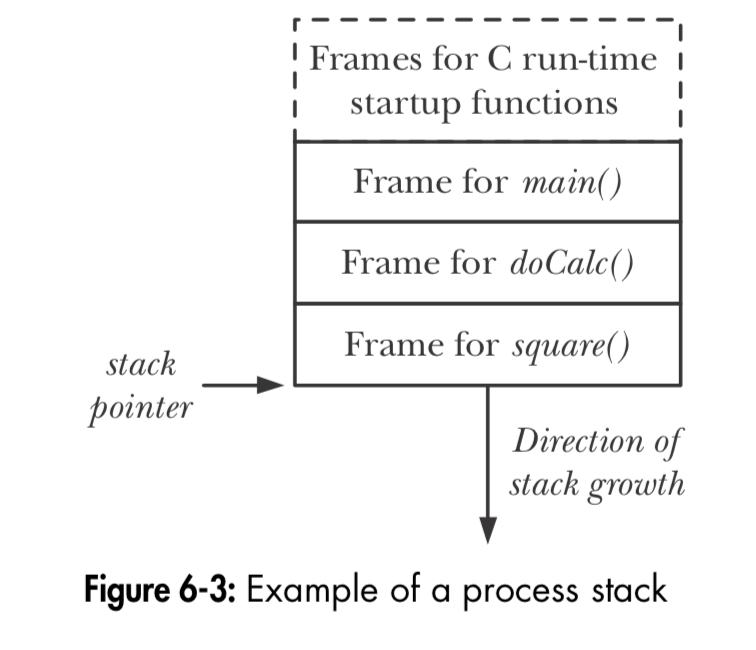 Frames for C run-time
startup functions
Frame for main()
Frame for doCalc()
Frame for square()
stack
pointer
Direction of
stack growth
Figure 6-3: Example of a process stack